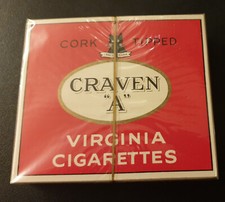 CORK TIPPED
CRAVEN
"A"
VIRGINIA
CIGARETTES